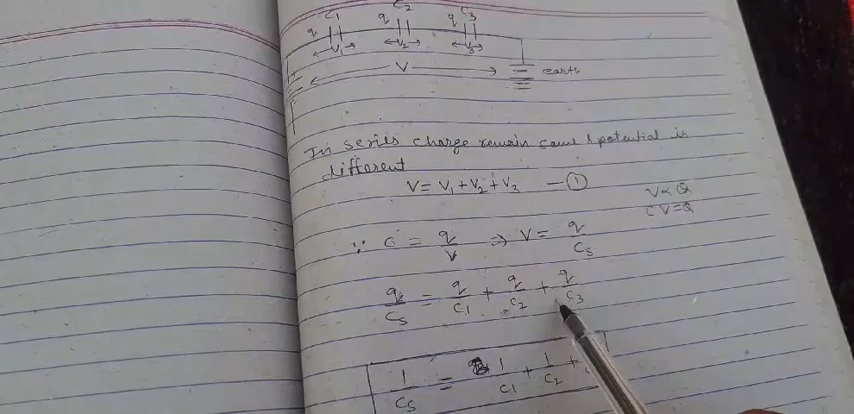 C1 C2 C3
q q q
V1 V2 V3
V earth
In series charge remain same & potential is
different
V = V1 + V2 + V3 — ①
V ∝ Q
CV = Q
∵ C = q/V ⇒ V = q/Cs
q/Cs = q/C1 + q/C2 + q/C3
1/Cs = 1/C1 + 1/C2 +